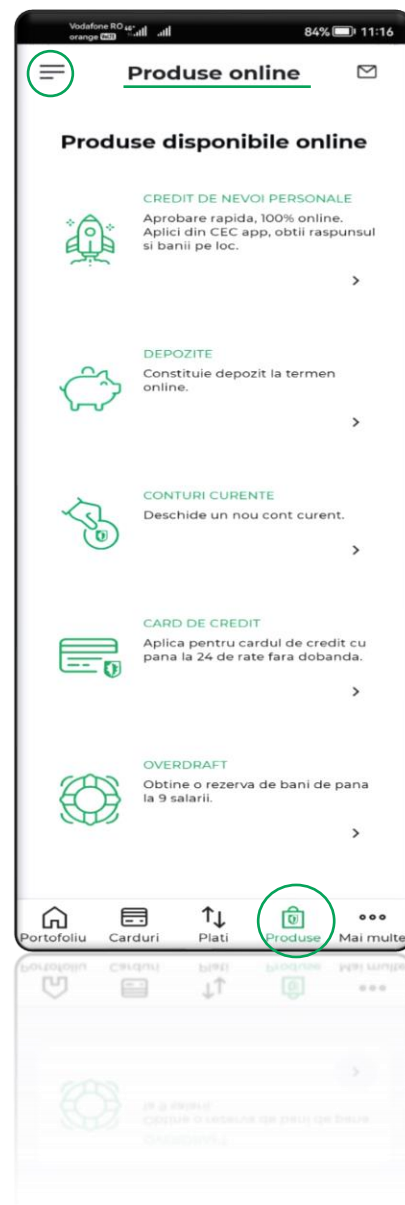 Vodafone RO
orange
84% 11:16
Produse online
Produse disponibile online
CREDIT DE NEVOI PERSONALE
Aprobare rapida, 100% online.
Aplici din CEC app, obtii raspunsul
si banii pe loc.
DEPOZITE
Constituie depozit la termen
online.
CONTURI CURENTE
Deschide un nou cont curent.
CARD DE CREDIT
Aplica pentru cardul de credit cu
pana la 24 de rate fara dobanda.
OVERDRAFT
Obtine o rezerva de bani de pana
la 9 salarii.
Portofoliu Carduri Plati Produse Mai multe